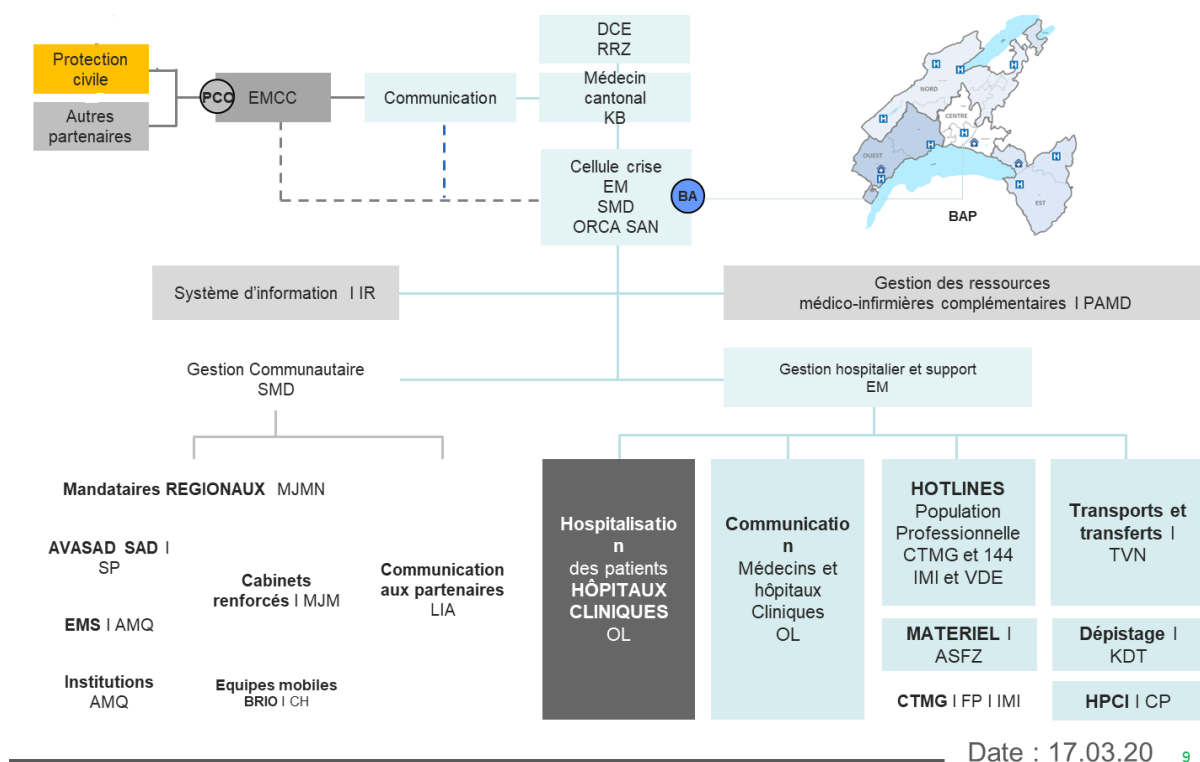 DCE
RRZ
Protection
civile
Autres
partenaires
PCC
EMCC
Communication
Médecin
cantonal
KB
Cellule crise
EM
SMD
ORCA SAN
BA
NORD
CENTRE
OUEST
EST
H
H
H
H
H
H
H
H
BAP
Système d’information I IR
Gestion des ressources
médico-infirmières complémentaires I PAMD
Gestion Communautaire
SMD
Gestion hospitalier et support
EM
Mandataires REGIONAUX MJMN
AVASAD SAD I
SP
EMS I AMQ
Institutions
AMQ
Cabinets
renforcés I MJM
Equipes mobiles
BRIO I CH
Communication
aux partenaires
LIA
Hospitalisatio
n
des patients
HÔPITAUX
CLINIQUES
OL
Communicatio
n
Médecins et
hôpitaux
Cliniques
OL
HOTLINES
Population
Professionnelle
CTMG et 144
IMI et VDE
MATERIEL I
ASFZ
CTMG I FP I IMI
Transports et
transferts I
TVN
Dépistage I
KDT
HPCI I CP
Date : 17.03.20
9